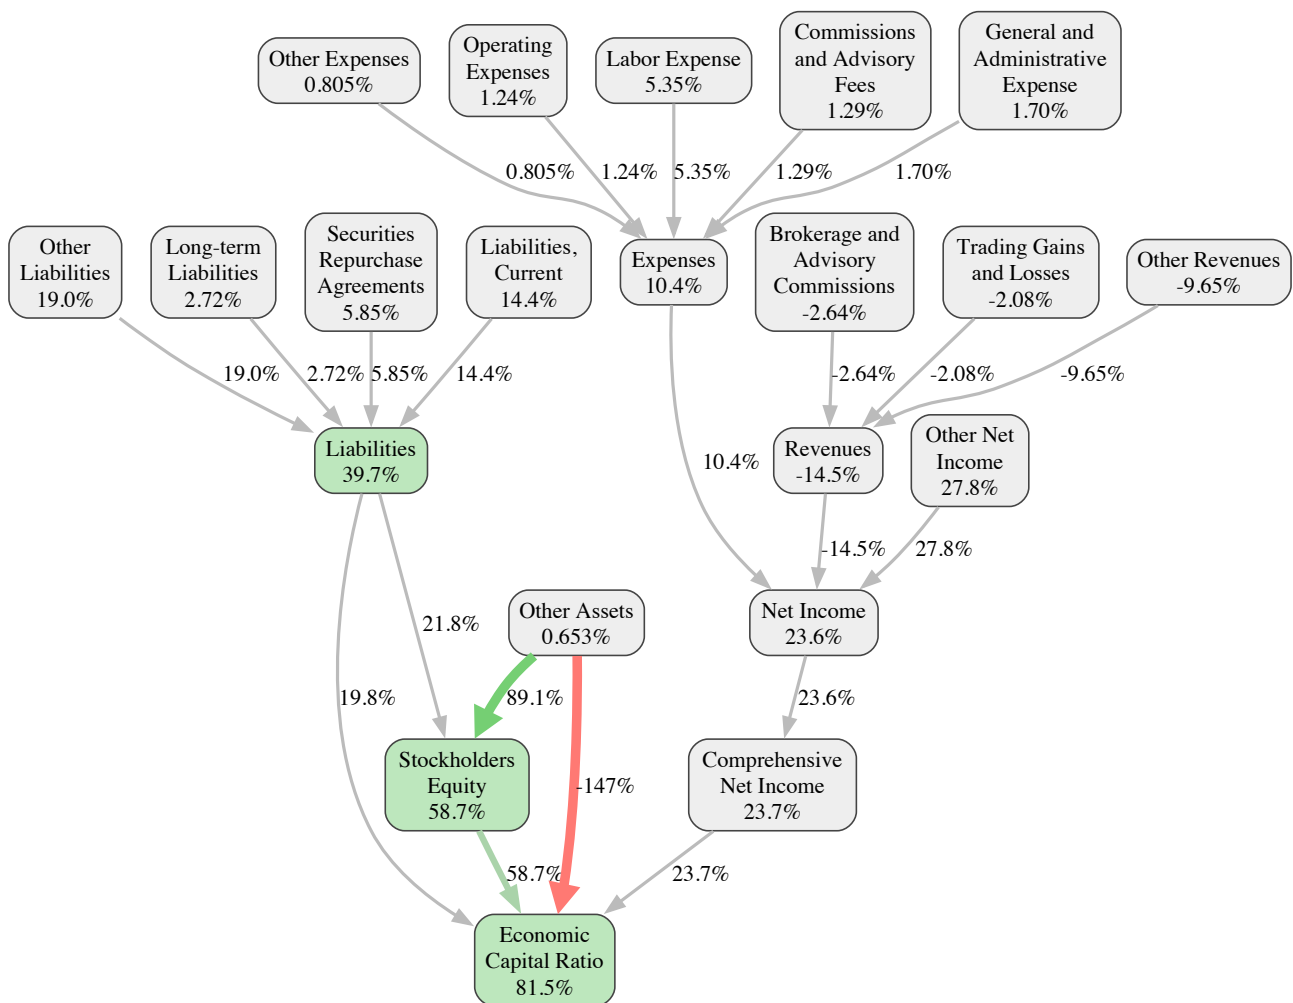 Other Expenses
0.805%
Operating
Expenses
1.24%
Labor Expense
5.35%
Commissions
and Advisory
Fees
1.29%
General and
Administrative
Expense
1.70%
0.805%
1.24%
5.35%
1.29%
1.70%
Other
Liabilities
19.0%
Long-term
Liabilities
2.72%
Securities
Repurchase
Agreements
5.85%
Liabilities,
Current
14.4%
Expenses
10.4%
Brokerage and
Advisory
Commissions
-2.64%
Trading Gains
and Losses
-2.08%
Other Revenues
-9.65%
19.0%
2.72%
5.85%
14.4%
-2.64%
-2.08%
-9.65%
Liabilities
39.7%
10.4%
Revenues
-14.5%
Other Net
Income
27.8%
-14.5%
27.8%
21.8%
Other Assets
0.653%
Net Income
23.6%
19.8%
89.1%
23.6%
Stockholders
Equity
58.7%
-147%
Comprehensive
Net Income
23.7%
58.7%
23.7%
Economic
Capital Ratio
81.5%